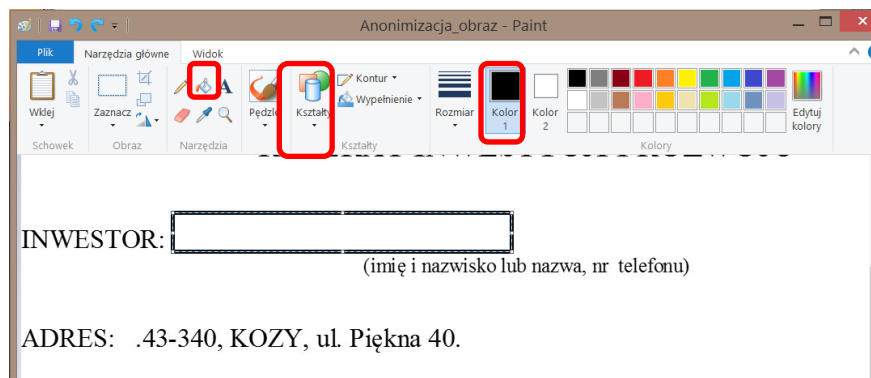 Anonimizacja_obraz - Paint
Plik Narzędzia główne Widok
Wklej
Zaznacz
A
Pędzle
Kształty
Kontur
Wypełnienie
Rozmiar
Kolor 1
Kolor 2
Edytuj kolory
Schowek Obraz Narzędzia Kształty Kolory
INWESTOR:
(imię i nazwisko lub nazwa, nr telefonu)
ADRES: .43-340, KOZY, ul. Piękna 40.